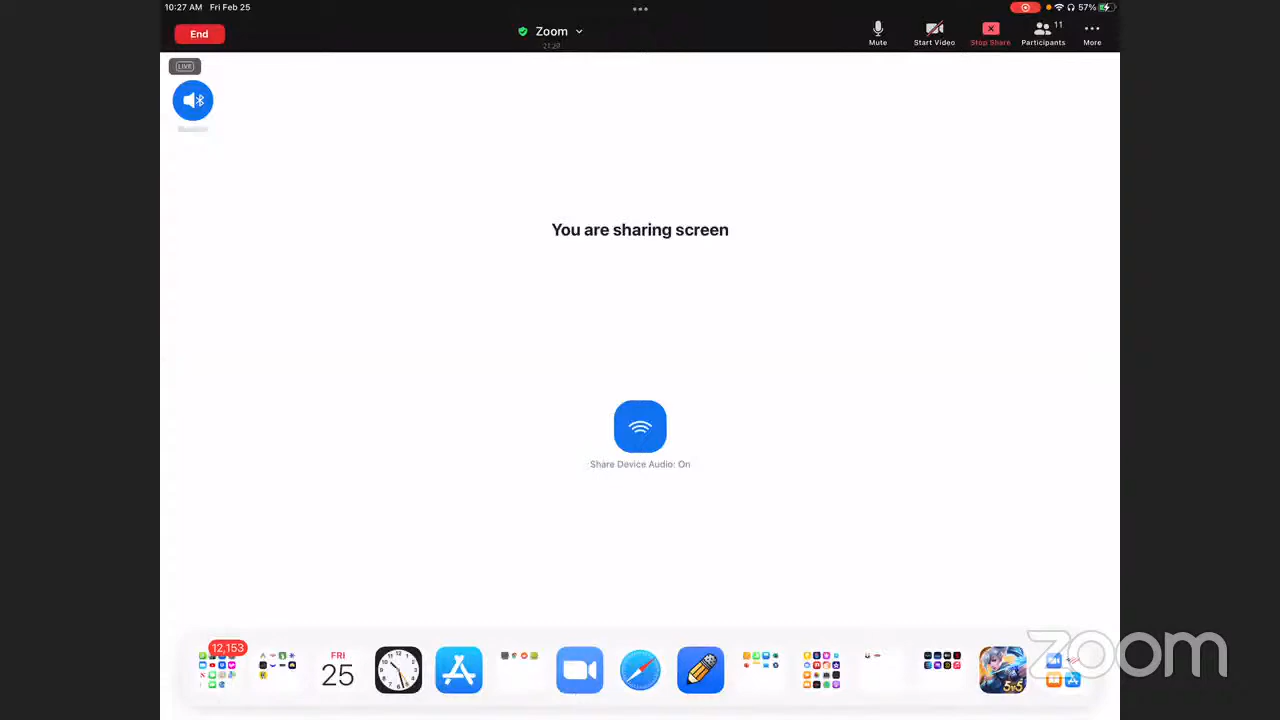 10:27 AM Fri Feb 25
57%
End
Zoom
Mute
Start Video
Stop Share
Participants
11
More
LIVE
You are sharing screen
Share Device Audio: On
12,153
FRI
25
5v5
zoom